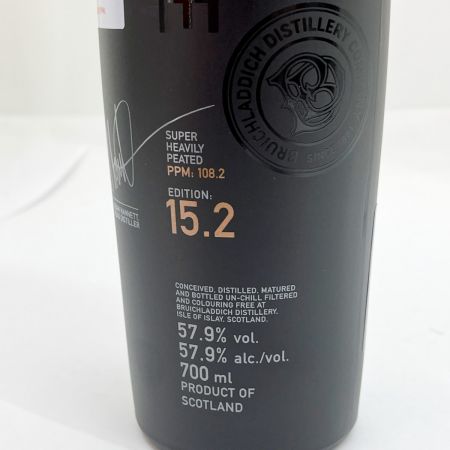 BRUICHLADDICH DISTILLERY
SUPER
HEAVILY
PEATED
PPM: 108.2
EDITION:
15.2
CONCEIVED, DISTILLED, MATURED
AND BOTTLED UN-CHILL FILTERED
AND COLOURING FREE AT
BRUICHLADDICH DISTILLERY,
ISLE OF ISLAY, SCOTLAND.
57.9% vol.
57.9% alc./vol.
700 ml
PRODUCT OF
SCOTLAND